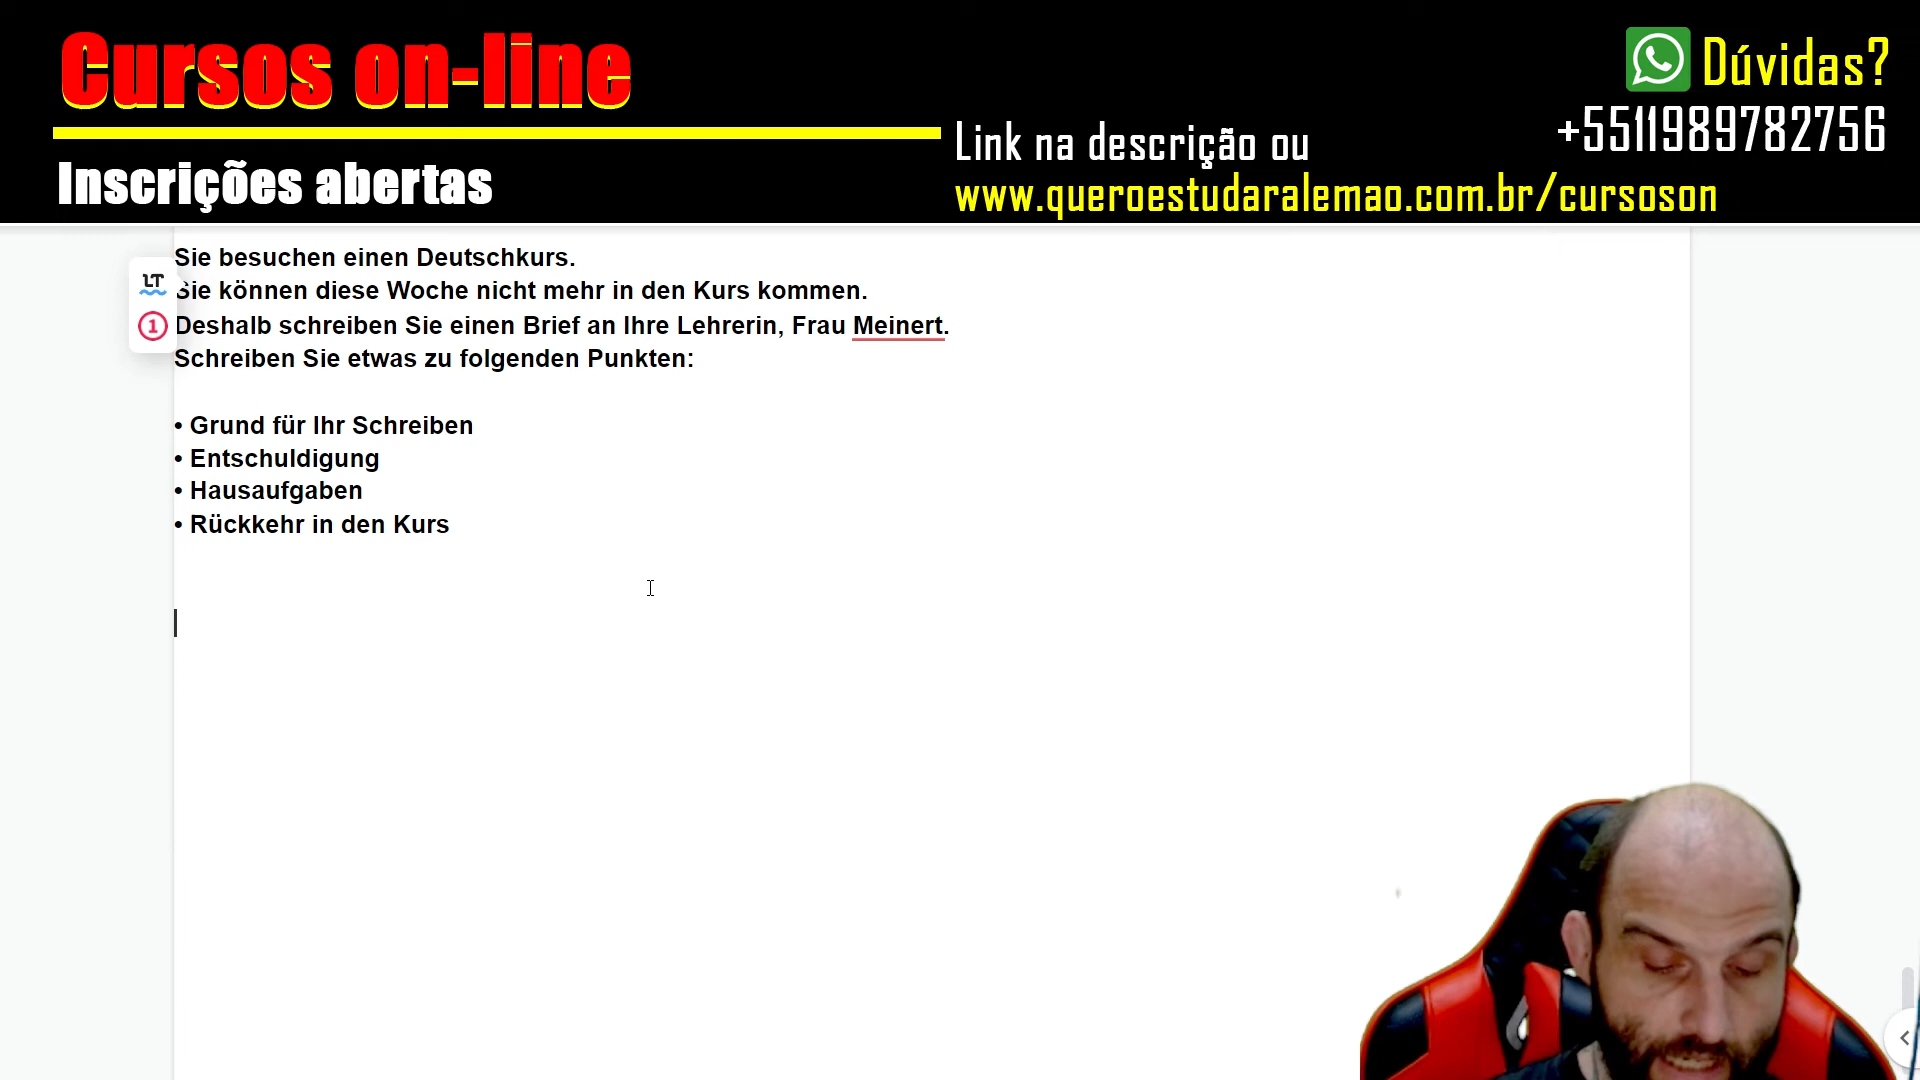 Cursos on-line
Inscrições abertas
Dúvidas?
+5511989782756
Link na descrição ou
www.queroestudaralemao.com.br/cursoson
Sie besuchen einen Deutschkurs.
Sie können diese Woche nicht mehr in den Kurs kommen.
Deshalb schreiben Sie einen Brief an Ihre Lehrerin, Frau Meinert.
Schreiben Sie etwas zu folgenden Punkten:
• Grund für Ihr Schreiben
• Entschuldigung
• Hausaufgaben
• Rückkehr in den Kurs
LT
1